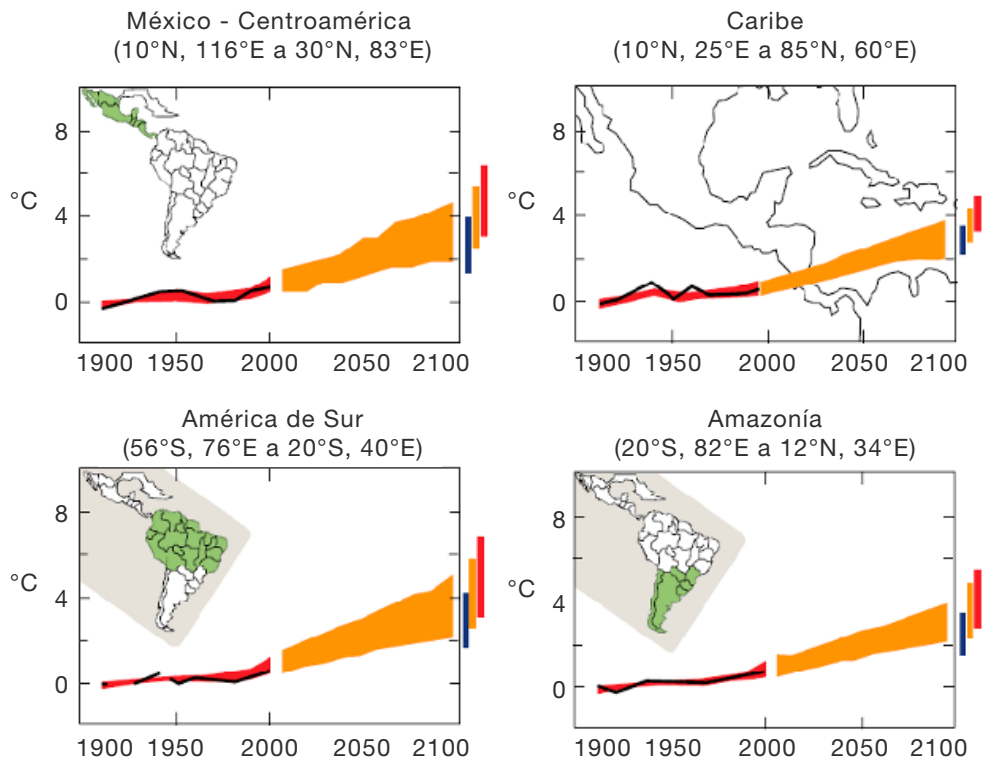 México - Centroamérica
(10°N, 116°E a 30°N, 83°E)
8
°C
4
0
1900 1950 2000 2050 2100
Caribe
(10°N, 25°E a 85°N, 60°E)
8
°C
4
0
1900 1950 2000 2050 2100
América de Sur
(56°S, 76°E a 20°S, 40°E)
8
°C
4
0
1900 1950 2000 2050 2100
Amazonía
(20°S, 82°E a 12°N, 34°E)
8
°C
4
0
1900 1950 2000 2050 2100